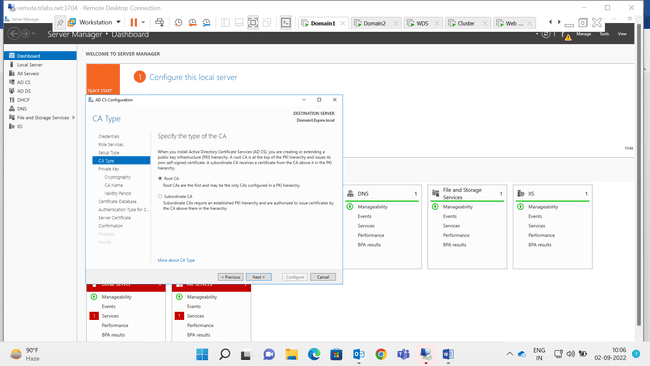 remote.trlabs.net:3704 - Remote Desktop Connection
Server Manager
Workstation
Domain1
Domain2
WDS
Cluster
Web ...
Server Manager
Dashboard
Manage
Tools
View
Dashboard
Local Server
All Servers
AD CS
AD DS
DHCP
DNS
File and Storage Services
IIS
WELCOME TO SERVER MANAGER
1
Configure this local server
QUICK START
Hide
AD CS Configuration
CA Type
DESTINATION SERVER
Credentials
Role Services
Setup Type
CA Type
Private Key
Cryptography
CA Name
Validity Period
Certificate Database
Authentication Type for C...
Server Certificate
Confirmation
Progress
Results
Specify the type of the CA
When you install Active Directory Certificate Services (AD CS), you are creating or extending a
public key infrastructure (PKI) hierarchy. A root CA is at the top of the PKI hierarchy and issues its
own self-signed certificate. A subordinate CA receives a certificate from the CA above it in the PKI
hierarchy.
Root CA
Root CAs are the first and may be the only CAs configured in a PKI hierarchy.
Subordinate CA
Subordinate CAs require an established PKI hierarchy and are authorized to issue certificates by
the CA above them in the hierarchy.
More about CA Type
< Previous
Next >
Configure
Cancel
DNS
1
Manageability
Events
Services
Performance
BPA results
File and Storage
Services
1
Manageability
Events
Services
Performance
BPA results
IIS
1
Manageability
Events
Services
Performance
BPA results
Manageability
Events
1
Services
Performance
BPA results
Manageability
Events
1
Services
Performance
BPA results
90°F
Haze
ENG
IN
10:06
02-09-2022